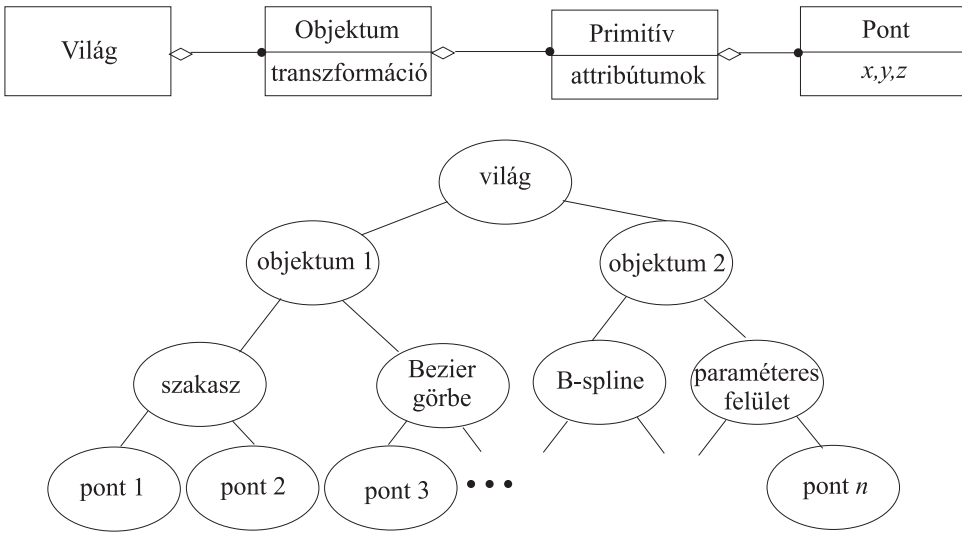 Világ
Objektum
transzformáció
Primitív
attribútumok
Pont
x,y,z
világ
objektum 1
objektum 2
szakasz
Bezier
görbe
B-spline
paraméteres
felület
pont 1
pont 2
pont 3
•••
pont n